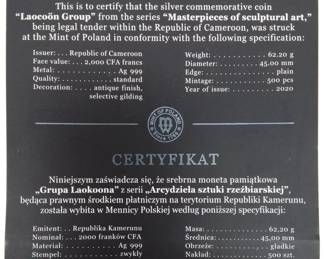 This is to certify that the silver commemorative coin
"Laocoön Group" from the series "Masterpieces of sculptural art,"
being legal tender within the Republic of Cameroon, was struck
at the Mint of Poland in conformity with the following specification:
Issuer: ... Republic of Cameroon
Face value: ... 2,000 CFA francs
Metal: ............ Ag 999
Quality: ............ standard
Decoration: .... antique finish,
selective gilding
Weight: ............ 62.20 g
Diameter: ......... 45.00 mm
Edge: ............... plain
Mintage: ......... 500 pcs
Year of issue: ....... 2020
MINT OF POLAND
CERTYFIKAT
Niniejszym zaświadcza się, że srebrna moneta pamiątkowa
„Grupa Laokoona" z serii „Arcydzieła sztuki rzeźbiarskiej",
będąca prawnym środkiem płatniczym na terytorium Republiki Kamerunu,
została wybita w Mennicy Polskiej według poniższej specyfikacji:
Emitent: .. Republika Kamerunu
Nominał: ... 2000 franków CFA
Materiał: ............ Ag 999
Stempel: ............ zwykły
Masa: ............ 62,20 g
Średnica: ......... 45,00 mm
Obrzeże: ............ gładkie
Nakład: ............ 500 szt.